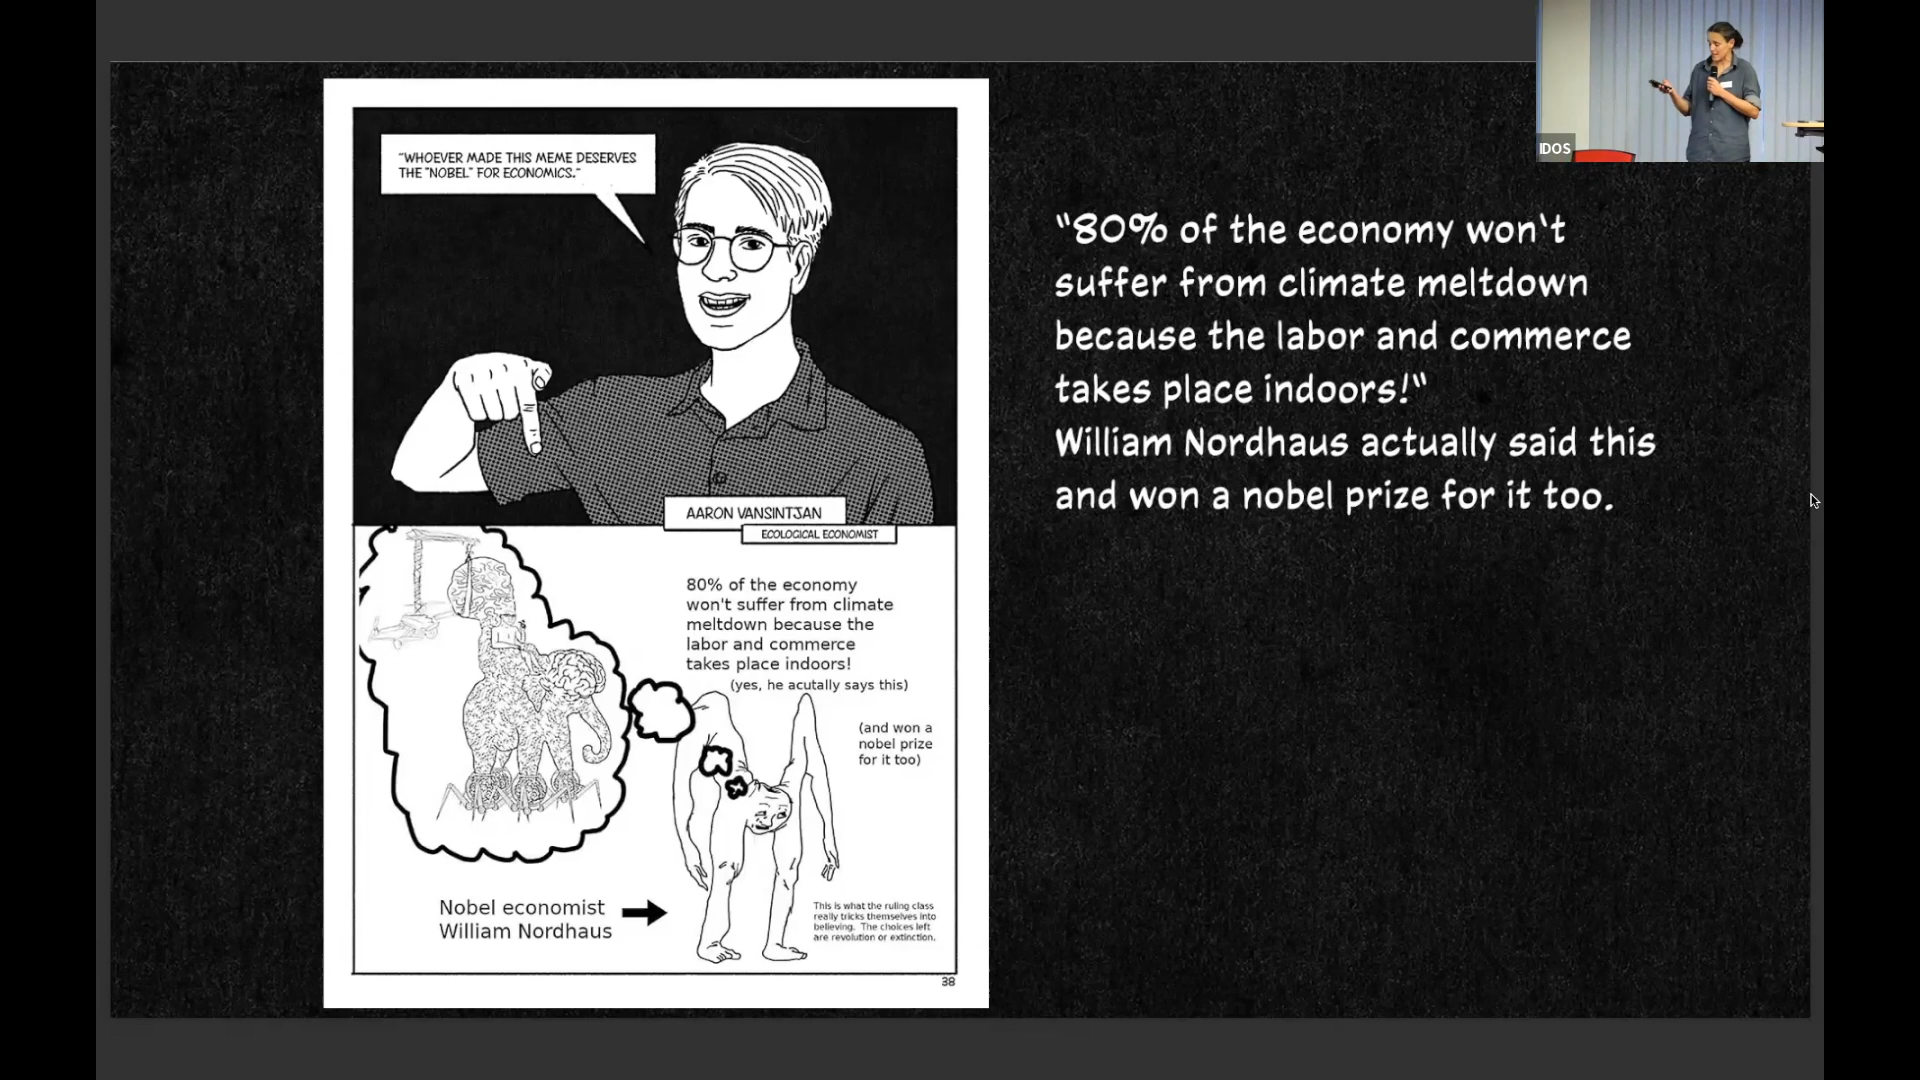 "WHOEVER MADE THIS MEME DESERVES
THE "NOBEL" FOR ECONOMICS."
AARON VANSINTJAN
ECOLOGICAL ECONOMIST
80% of the economy
won't suffer from climate
meltdown because the
labor and commerce
takes place indoors!
(yes, he acutally says this)
(and won a
nobel prize
for it too)
Nobel economist
William Nordhaus
This is what the ruling class
really tricks themselves into
believing. The choices left
are revolution or extinction.
38
"80% of the economy won't
suffer from climate meltdown
because the labor and commerce
takes place indoors!"
William Nordhaus actually said this
and won a nobel prize for it too.
IDOS